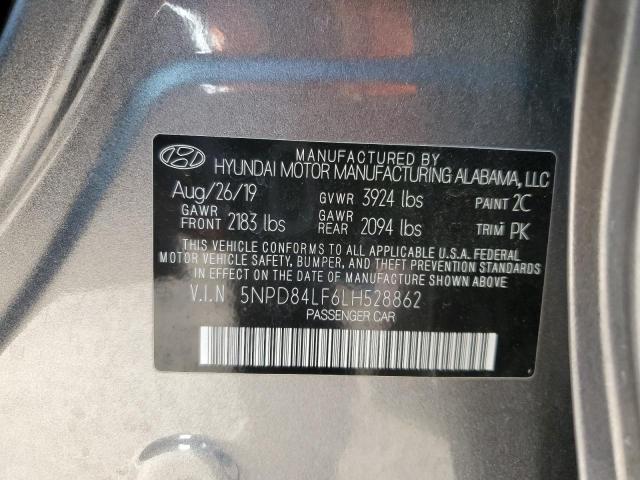 MANUFACTURED BY
HYUNDAI MOTOR MANUFACTURING ALABAMA, LLC
Aug/26/19 GVWR 3924 lbs PAINT 2C
GAWR FRONT 2183 lbs GAWR REAR 2094 lbs TRIM PK
THIS VEHICLE CONFORMS TO ALL APPLICABLE U.S.A. FEDERAL
MOTOR VEHICLE SAFETY, BUMPER, AND THEFT PREVENTION STANDARDS
IN EFFECT ON THE DATE OF MANUFACTURE SHOWN ABOVE
V.I.N 5NPD84LF6LH528862
PASSENGER CAR